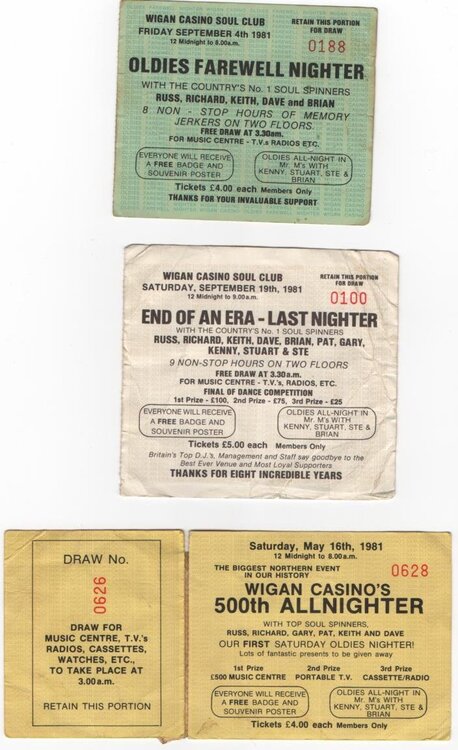 WIGAN CASINO SOUL CLUB
FRIDAY SEPTEMBER 4th 1981
12 Midnight to 8.00a.m.
RETAIN THIS PORTION
FOR DRAW
0188
OLDIES FAREWELL NIGHTER
WITH THE COUNTRY'S No. 1 SOUL SPINNERS
RUSS, RICHARD, KEITH, DAVE and BRIAN
8 NON - STOP HOURS OF MEMORY
JERKERS ON TWO FLOORS.
FREE DRAW AT 3.30am.
FOR MUSIC CENTRE - T.V.s RADIOS ETC.
EVERYONE WILL RECEIVE
A FREE BADGE AND
SOUVENIR POSTER
OLDIES ALL-NIGHT IN
Mr. M's WITH
KENNY, STUART, STE &
BRIAN
Tickets £4.00 each Members Only
THANKS FOR YOUR INVALUABLE SUPPORT
WIGAN CASINO SOUL CLUB
SATURDAY, SEPTEMBER 19th, 1981
12 Midnight to 9.00a.m.
RETAIN THIS PORTION
FOR DRAW
0100
END OF AN ERA - LAST NIGHTER
WITH THE COUNTRY'S No. 1 SOUL SPINNERS
RUSS, RICHARD, KEITH, DAVE, BRIAN, PAT, GARY,
KENNY, STUART & STE
9 NON-STOP HOURS ON TWO FLOORS
FREE DRAW AT 3.30a.m.
FOR MUSIC CENTRE - T.V.'s, RADIOS, ETC.
FINAL OF DANCE COMPETITION
1st Prize - £100, 2nd Prize - £75, 3rd Prize - £25
EVERYONE WILL RECEIVE
A FREE BADGE AND
SOUVENIR POSTER
OLDIES ALL-NIGHT IN
Mr. M's WITH
KENNY, STUART, STE &
BRIAN
Tickets £5.00 each Members Only
Britain's Top D.J.'s, Management and Staff say goodbye to the
Best Ever Venue and Most Loyal Supporters
THANKS FOR EIGHT INCREDIBLE YEARS
DRAW No.
0626
DRAW FOR
MUSIC CENTRE, T.V.'s
RADIOS, CASSETTES,
WATCHES, ETC.,
TO TAKE PLACE AT
3.00a.m.
RETAIN THIS PORTION
Saturday, May 16th, 1981
12 Midnight to 8.00a.m.
THE BIGGEST NORTHERN EVENT
IN OUR HISTORY
0628
WIGAN CASINO'S
500th ALLNIGHTER
WITH TOP SOUL SPINNERS,
RUSS, RICHARD, GARY, PAT, KEITH AND DAVE
OUR FIRST SATURDAY OLDIES NIGHTER!
Lots of fantastic presents to be given away
1st Prize 2nd Prize 3rd Prize
£500 MUSIC CENTRE PORTABLE T.V. CASSETTE/RADIO
EVERYONE WILL RECEIVE
A FREE BADGE AND
SOUVENIR POSTER
OLDIES ALL-NIGHT IN
Mr. M's WITH
KENNY, STUART, STE &
BRIAN
Tickets £4.00 each Members Only